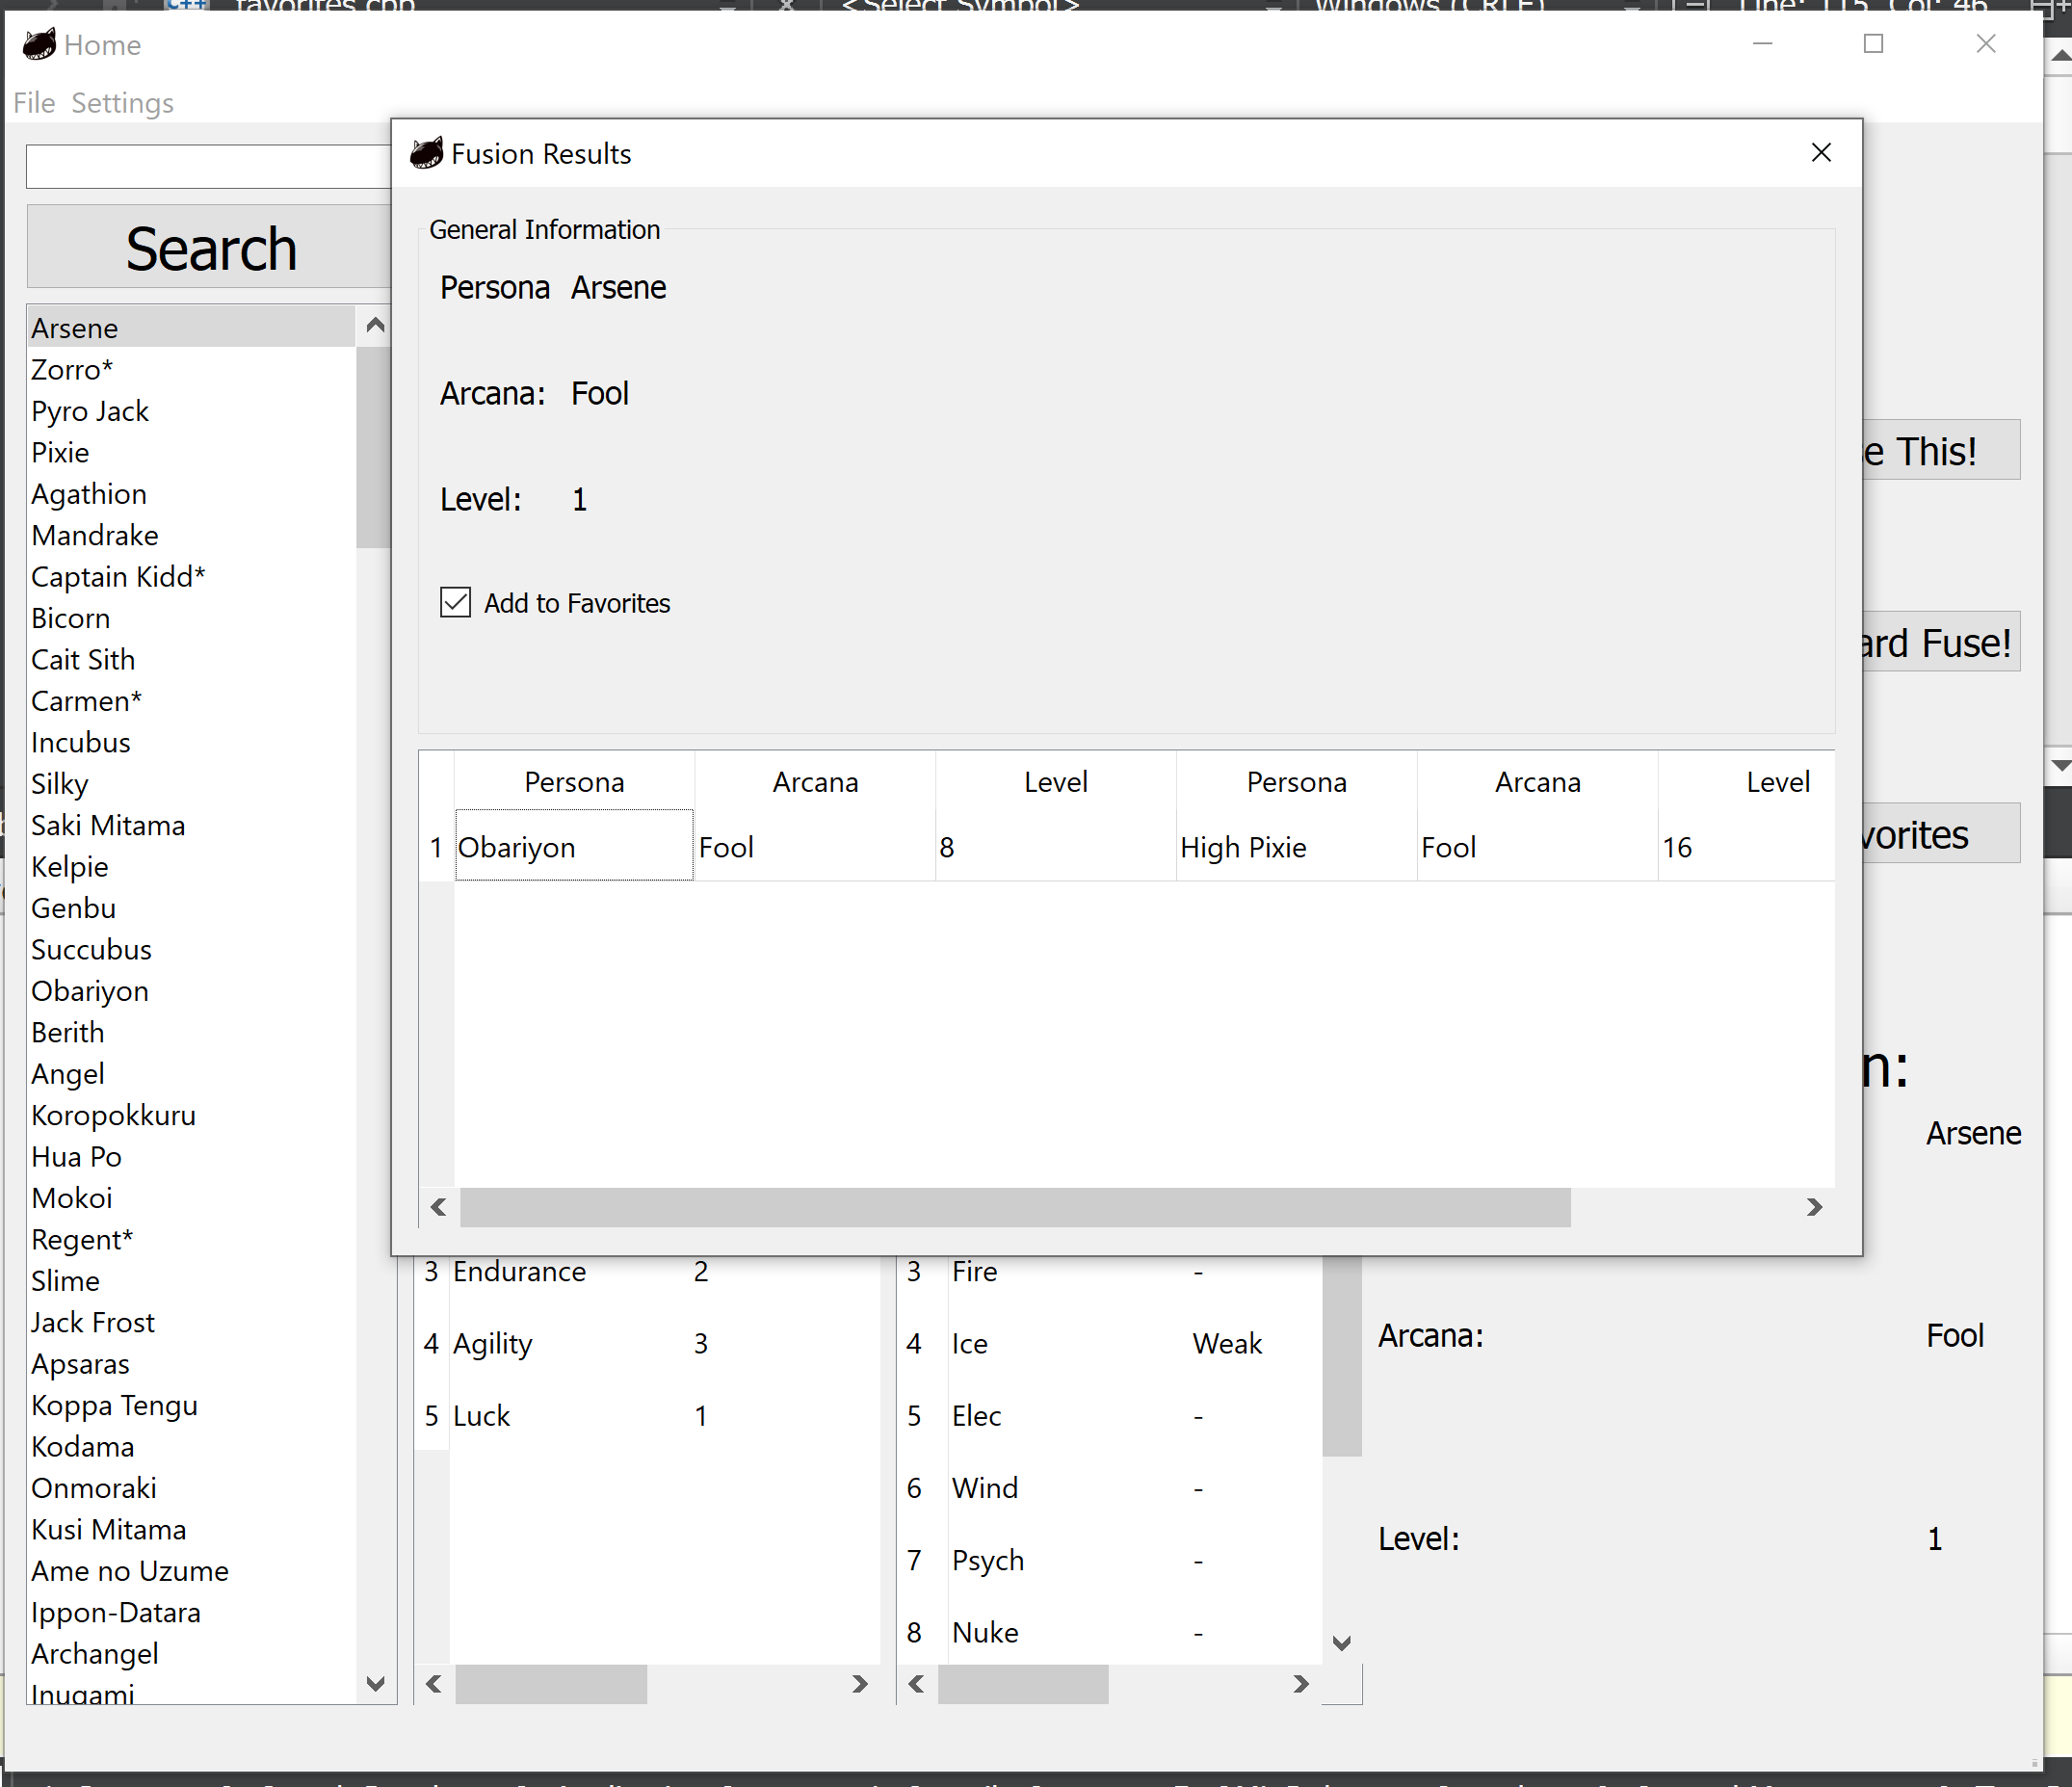 favorites.cpp <Select Symbol> Windows (CRLF) Line: 115, Col: 46
Home
File Settings
Fusion Results
Search
General Information
Persona Arsene
Arcana: Fool
Level: 1
Add to Favorites
Persona Arcana Level Persona Arcana Level
1 Obariyon Fool 8 High Pixie Fool 16
Arsene
Zorro*
Pyro Jack
Pixie
Agathion
Mandrake
Captain Kidd*
Bicorn
Cait Sith
Carmen*
Incubus
Silky
Saki Mitama
Kelpie
Genbu
Succubus
Obariyon
Berith
Angel
Koropokkuru
Hua Po
Mokoi
Regent*
Slime
Jack Frost
Apsaras
Koppa Tengu
Kodama
Onmoraki
Kusi Mitama
Ame no Uzume
Ippon-Datara
Archangel
Inugami
3 Endurance 2
4 Agility 3
5 Luck 1
3 Fire -
4 Ice Weak
5 Elec -
6 Wind -
7 Psych -
8 Nuke -
e This!
ard Fuse!
vorites
n:
Arsene
Arcana: Fool
Level: 1